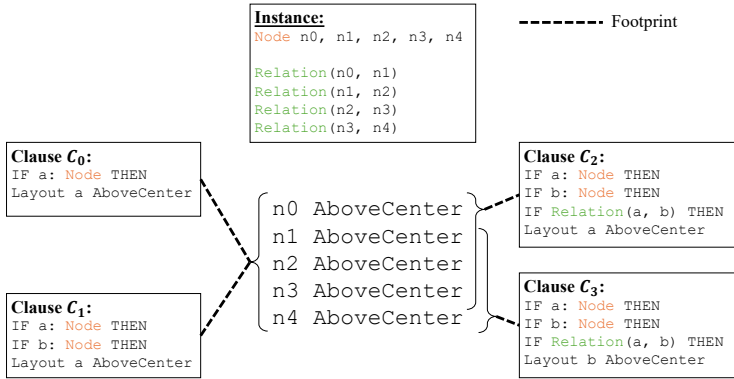 Instance:
Node n0, n1, n2, n3, n4
Relation(n0, n1)
Relation(n1, n2)
Relation(n2, n3)
Relation(n3, n4)
Footprint
Clause C0:
IF a: Node THEN
Layout a AboveCenter
Clause C1:
IF a: Node THEN
IF b: Node THEN
Layout a AboveCenter
n0 AboveCenter
n1 AboveCenter
n2 AboveCenter
n3 AboveCenter
n4 AboveCenter
Clause C2:
IF a: Node THEN
IF b: Node THEN
IF Relation(a, b) THEN
Layout a AboveCenter
Clause C3:
IF a: Node THEN
IF b: Node THEN
IF Relation(a, b) THEN
Layout b AboveCenter